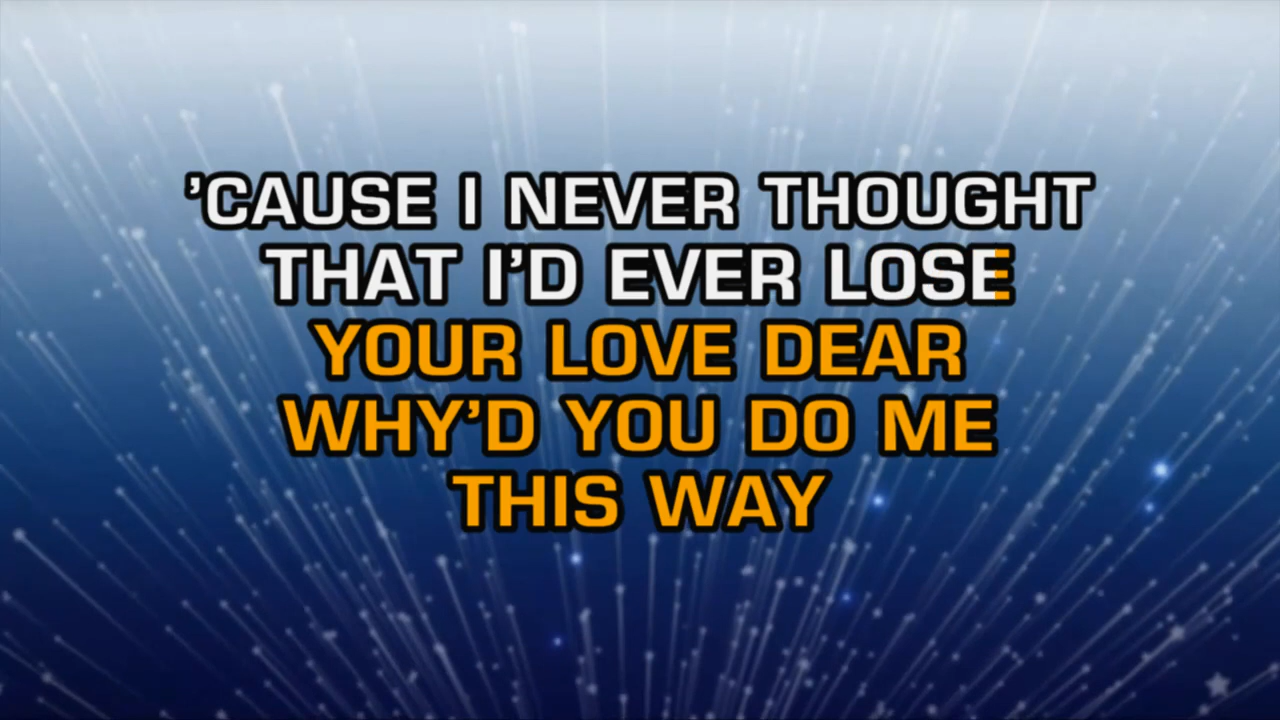 ’CAUSE I NEVER THOUGHT
THAT I’D EVER LOSE
YOUR LOVE DEAR
WHY’D YOU DO ME
THIS WAY